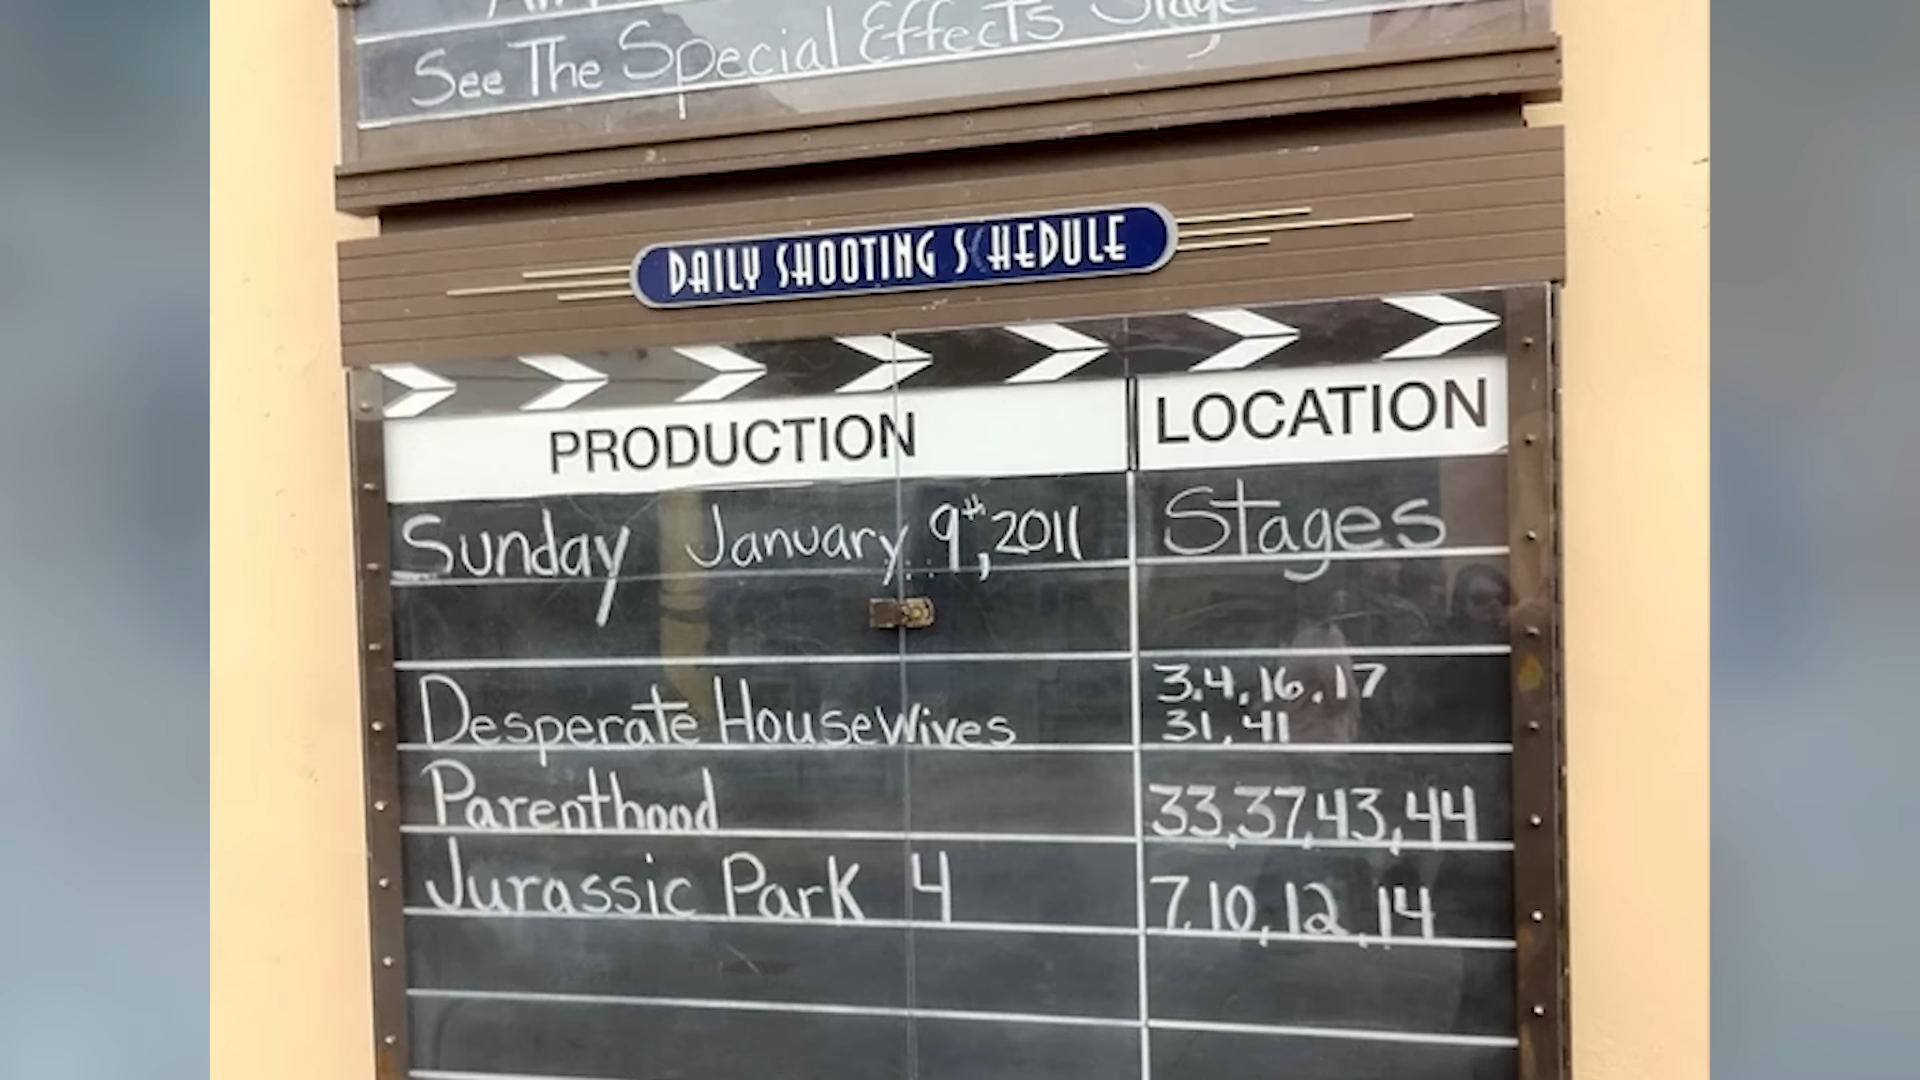 See The Special Effects Stage
DAILY SHOOTING SCHEDULE
PRODUCTION LOCATION
Sunday January 9th, 2011 Stages
Desperate Housewives 3.4.16.17
31.41
Parenthood 33,37,43,44
Jurassic Park 4 7,10,12,14